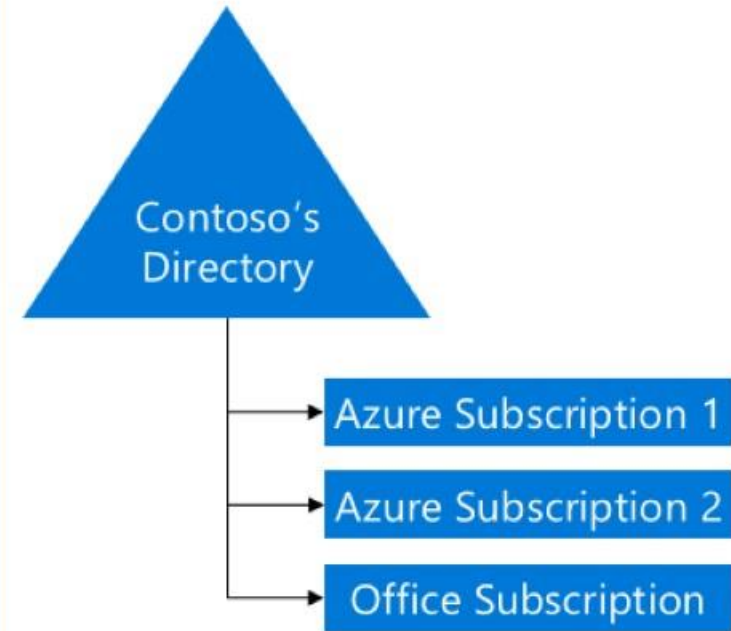 Contoso‘s
Directory
Azure Subscription 1
Azure Subscription 2
Office Subscription